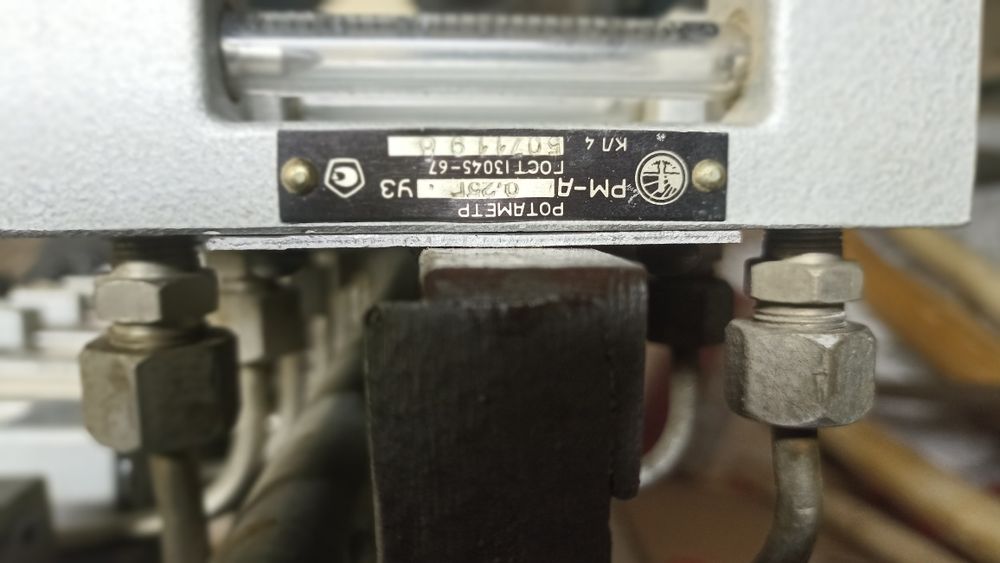 РОТАМЕТР
РМ-А 0,25Г УЗ
ГОСТ 13045-67
КЛ 4